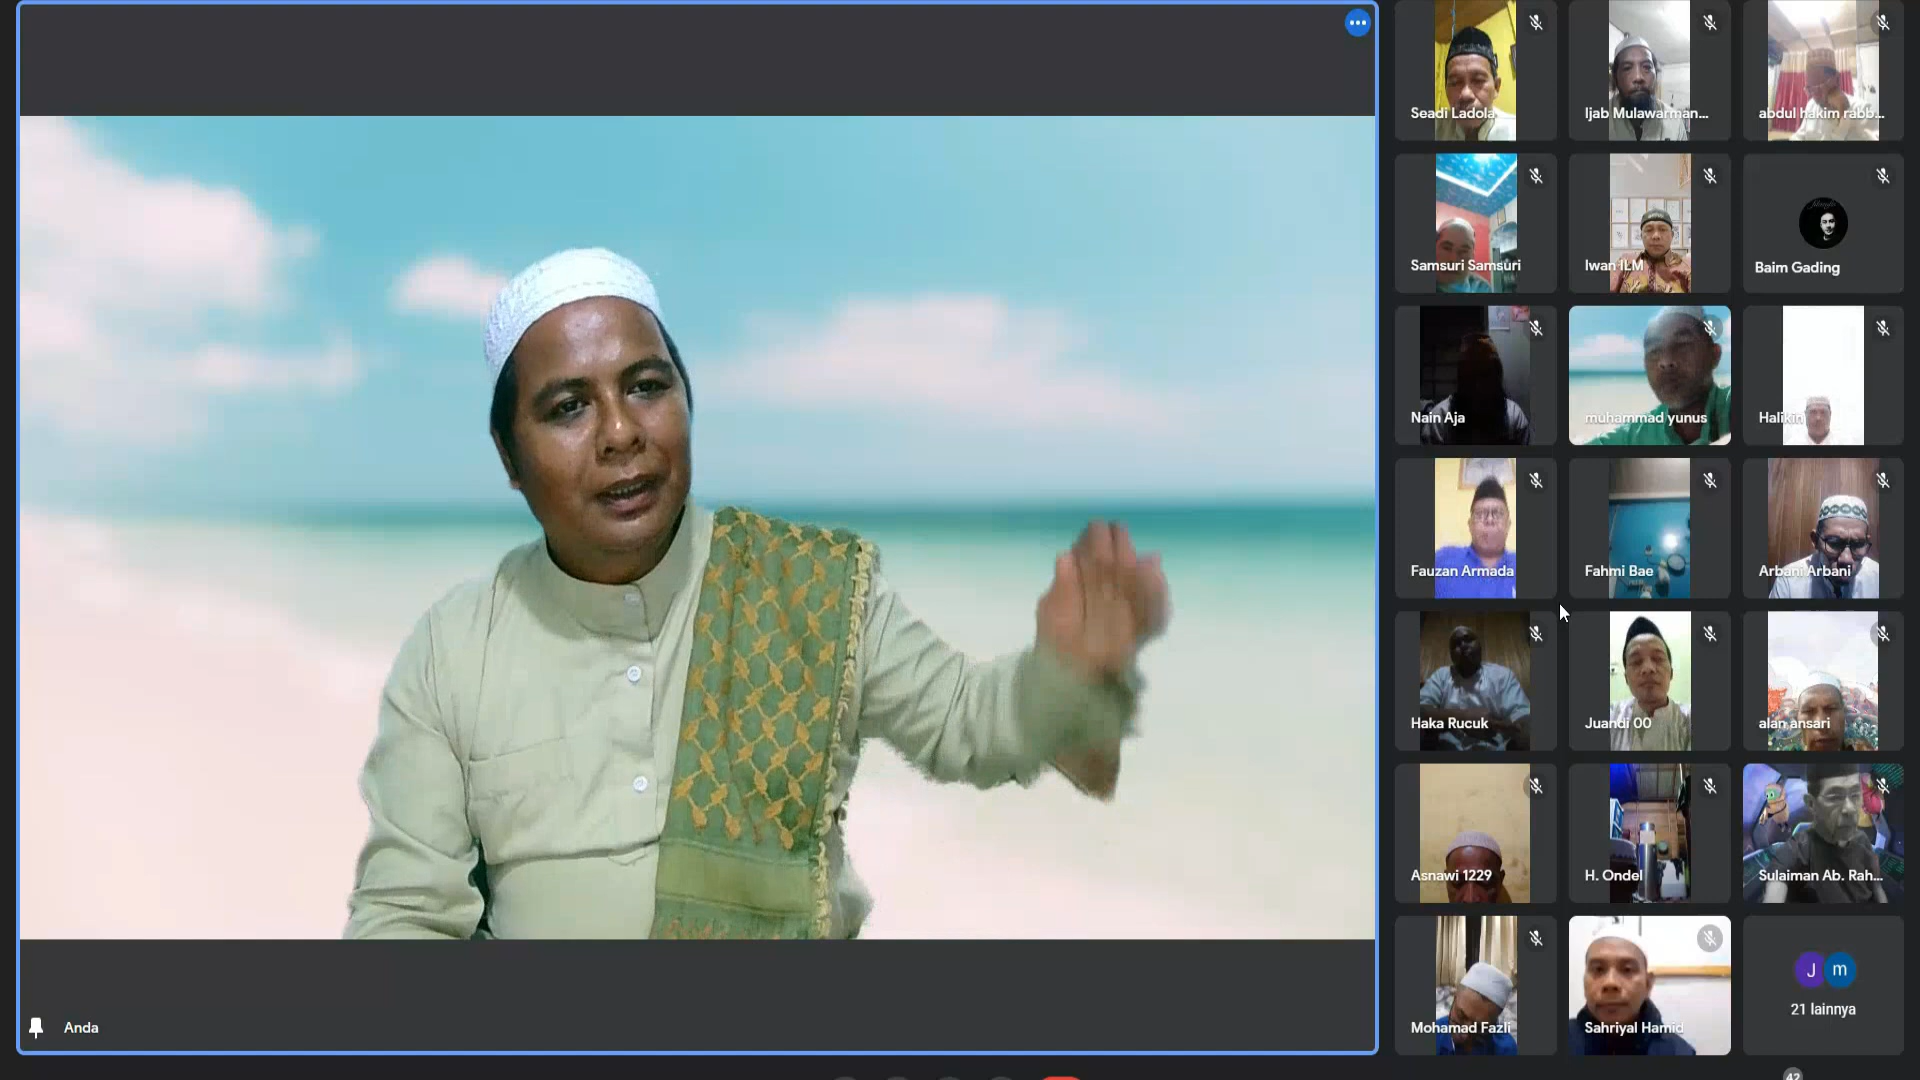 Seadi Ladola
Ijab Mulawarman...
abdul hakim rabb...
Samsuri Samsuri
Iwan ILM
Baim Gading
Nain Aja
muhammad yunus
Halikin
Fauzan Armada
Fahmi Bae
Arbani Arbani
Haka Rucuk
Juandi 00
alan ansari
Asnawi 1229
H. Ondel
Sulaiman Ab. Rah...
Mohamad Fazli
Sahriyal Hamid
J
m
21 lainnya
Anda
42